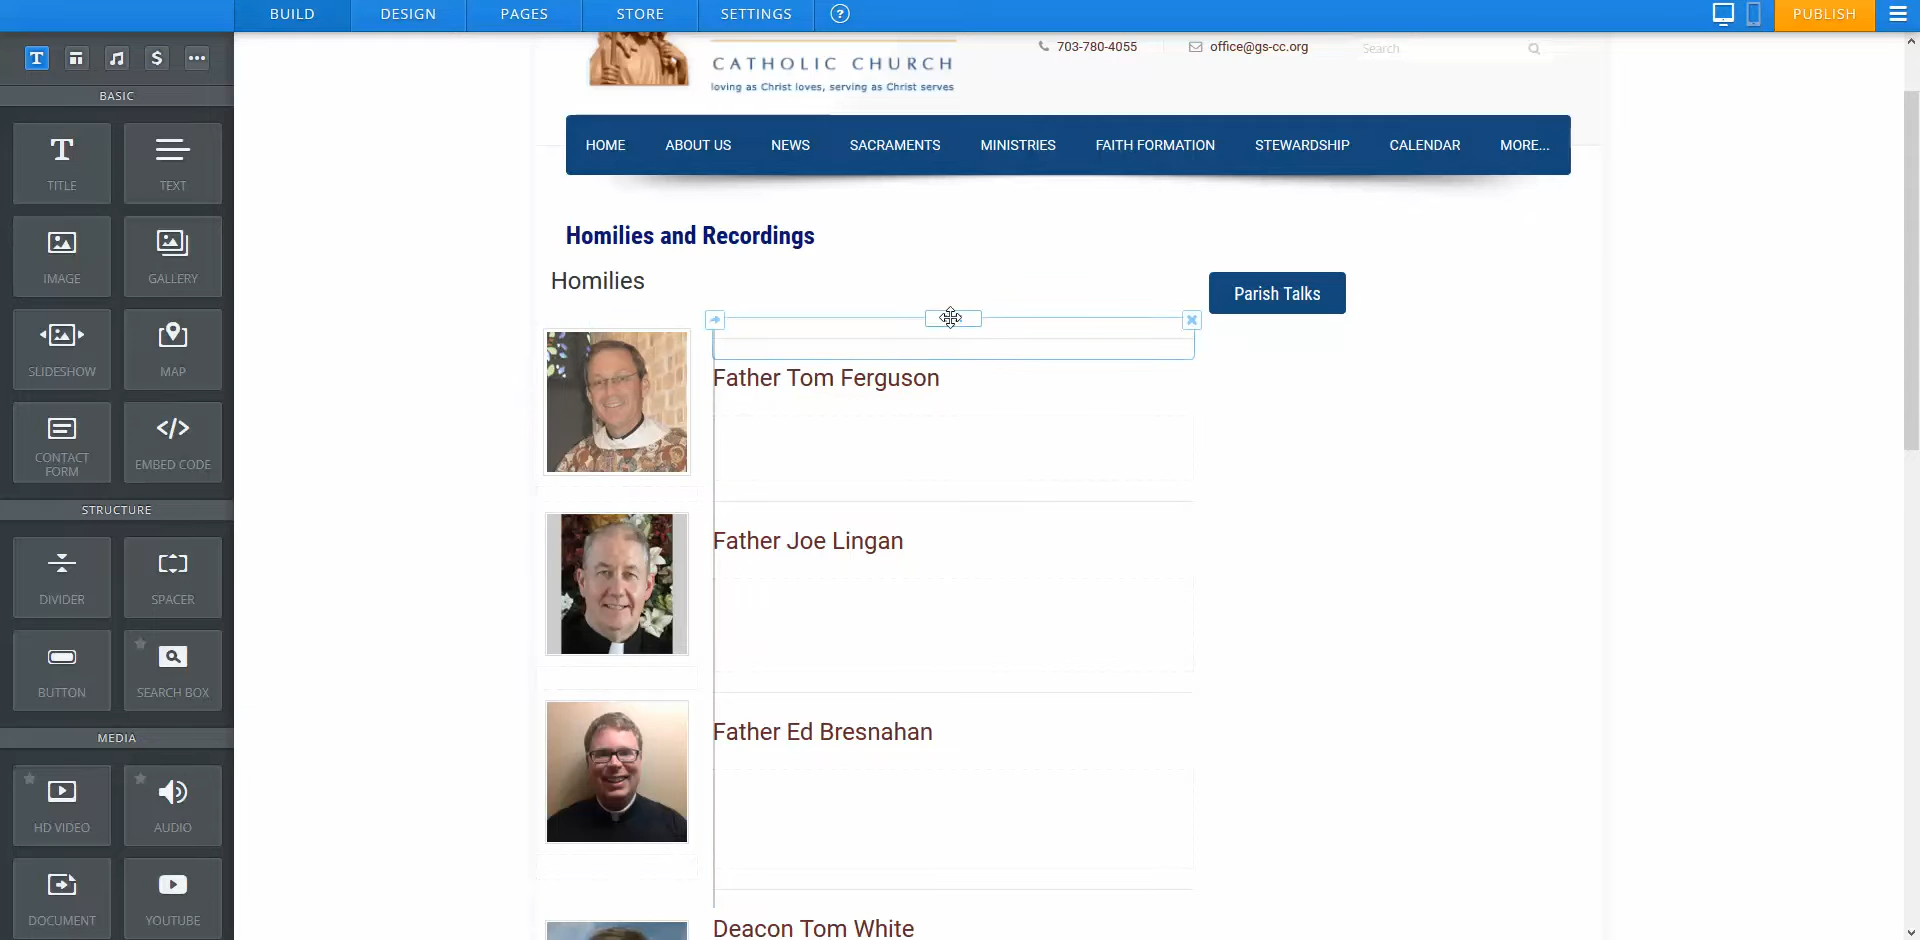 BUILD
DESIGN
PAGES
STORE
SETTINGS
?
PUBLISH
T
$
BASIC
T
TITLE
TEXT
IMAGE
GALLERY
SLIDESHOW
MAP
CONTACT
FORM
</>
EMBED CODE
STRUCTURE
DIVIDER
SPACER
BUTTON
SEARCH BOX
MEDIA
HD VIDEO
AUDIO
DOCUMENT
YOUTUBE
CATHOLIC CHURCH
loving as Christ loves, serving as Christ serves
703-780-4055
office@gs-cc.org
Search
HOME
ABOUT US
NEWS
SACRAMENTS
MINISTRIES
FAITH FORMATION
STEWARDSHIP
CALENDAR
MORE...
Homilies and Recordings
Homilies
Parish Talks
Father Tom Ferguson
Father Joe Lingan
Father Ed Bresnahan
Deacon Tom White